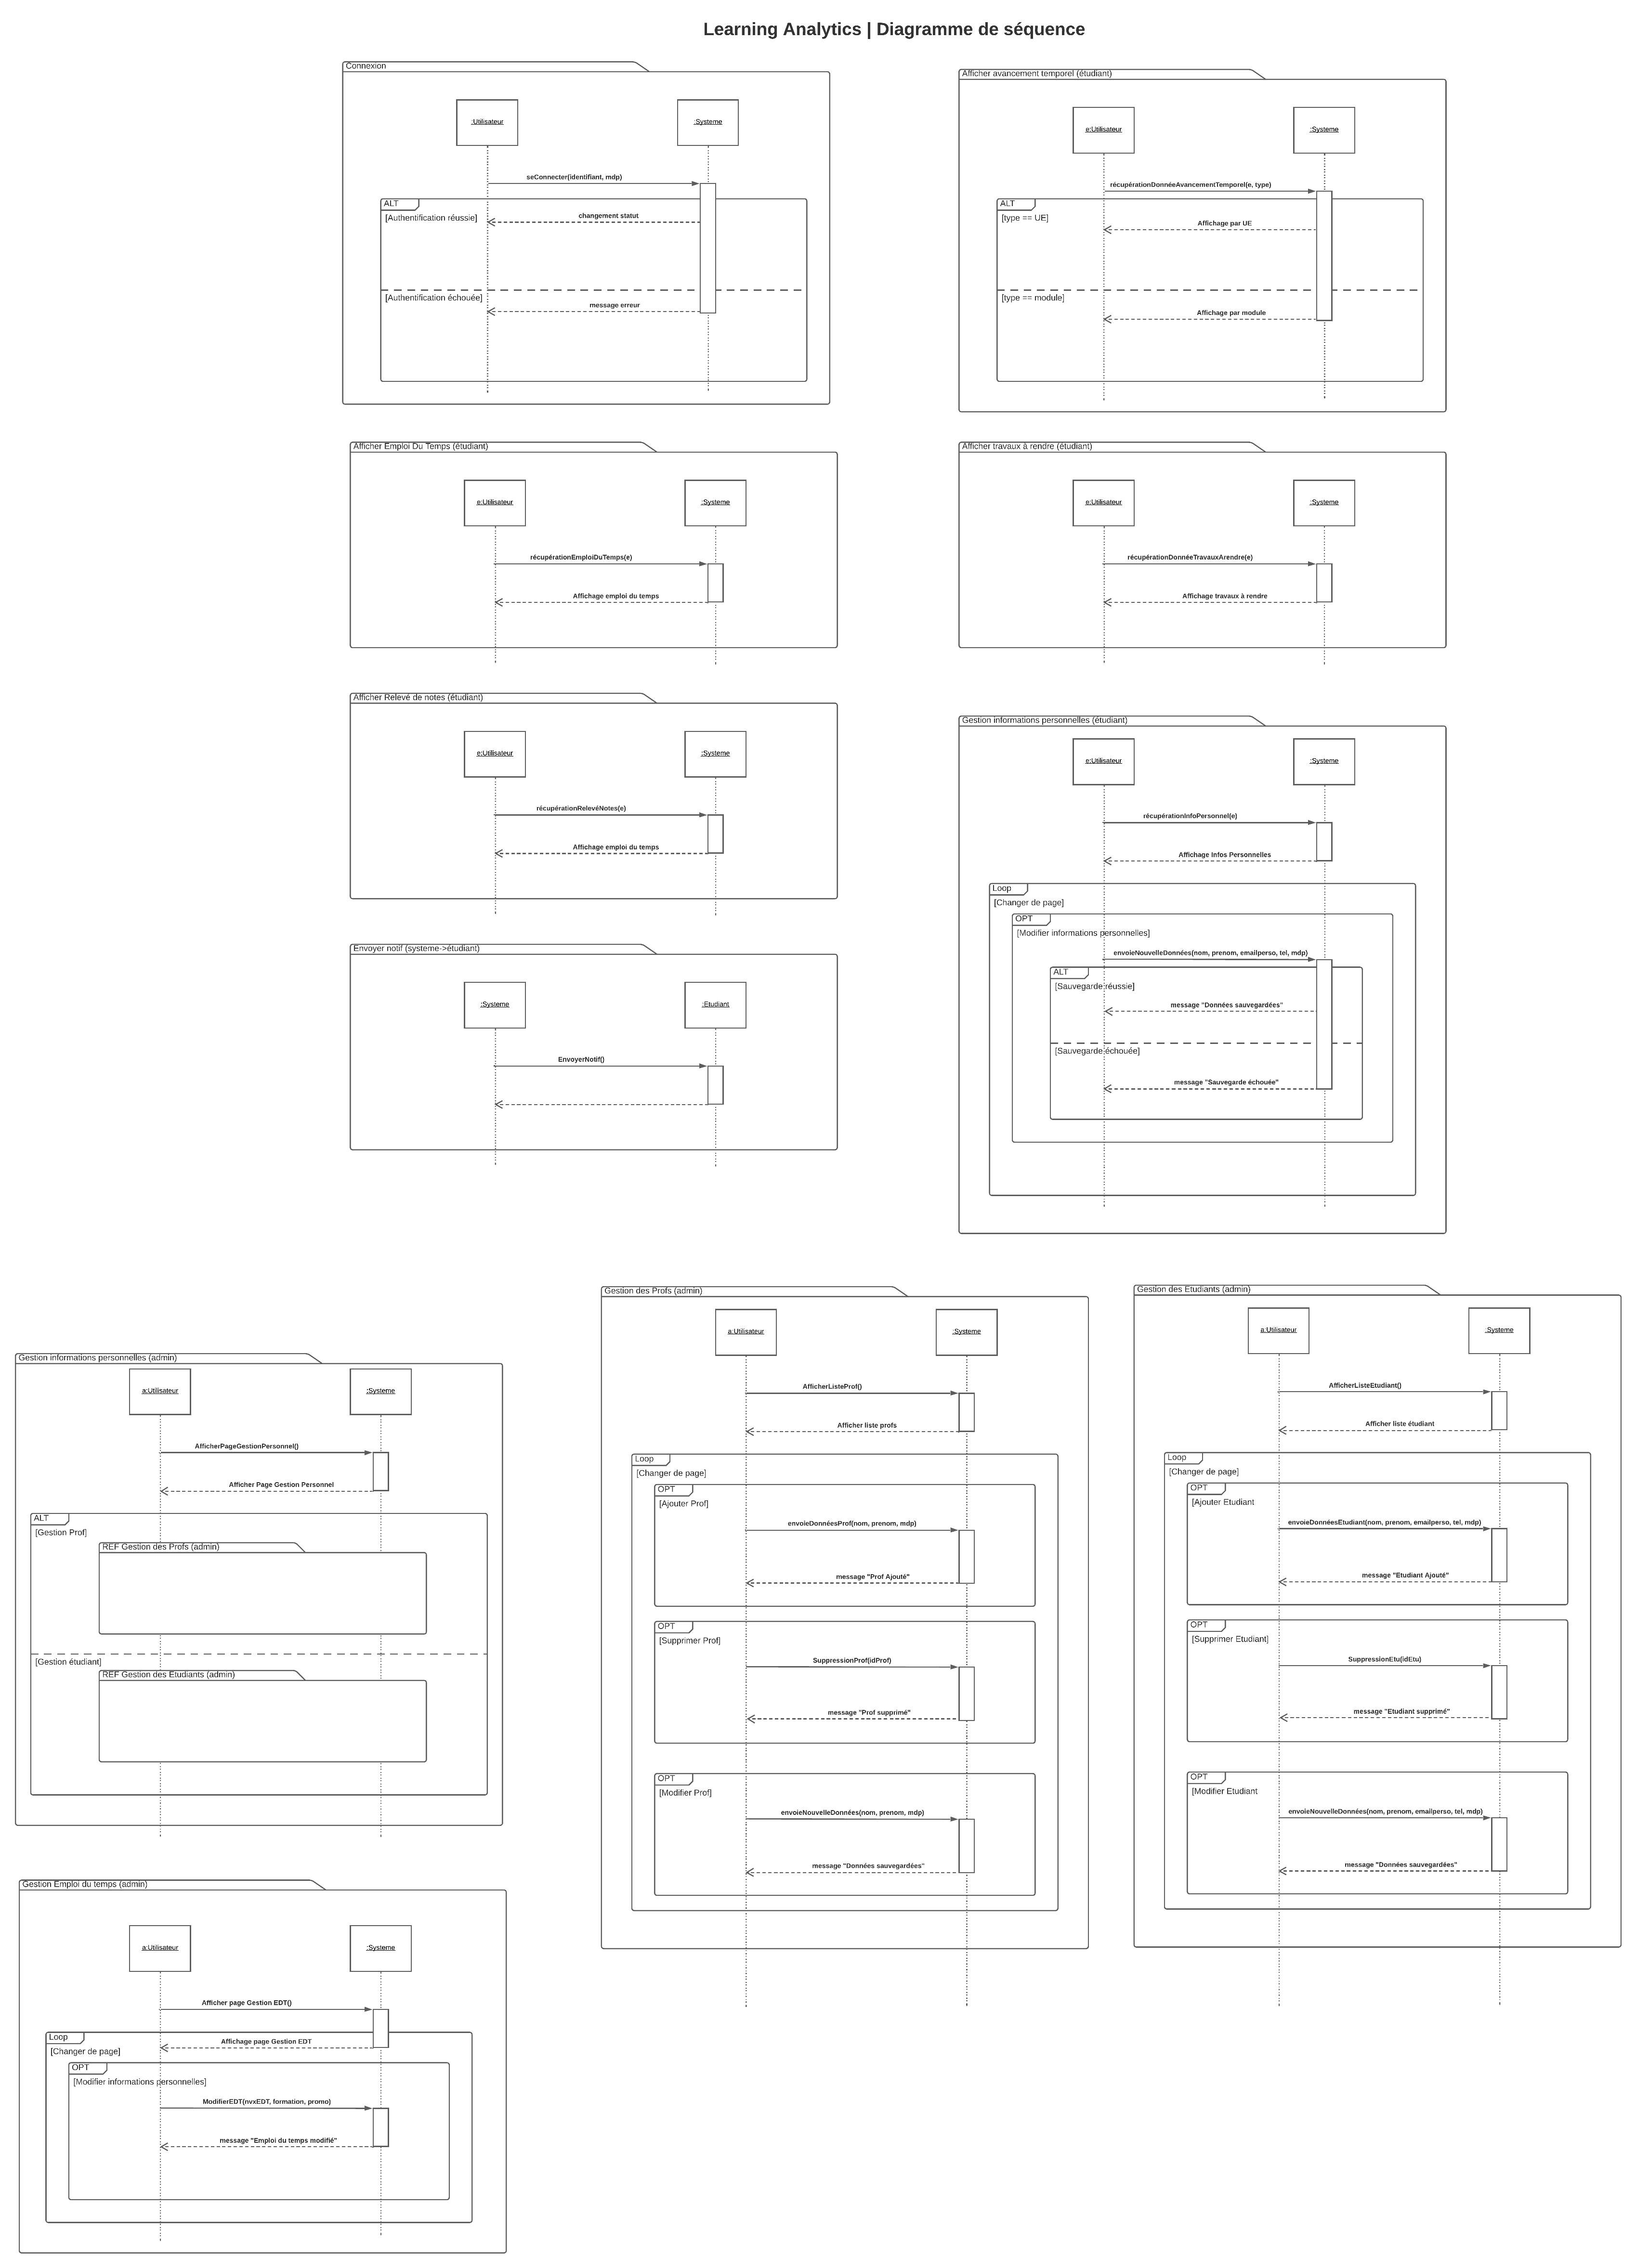 Learning Analytics | Diagramme de séquence
Connexion
:Utilisateur
:Systeme
seConnecter(identifiant, mdp)
ALT
[Authentification réussie]
changement statut
[Authentification échouée]
message erreur
Afficher avancement temporel (étudiant)
e:Utilisateur
:Systeme
récupérationDonnéeAvancementTemporel(e, type)
ALT
[type == UE]
Affichage par UE
[type == module]
Affichage par module
Afficher Emploi Du Temps (étudiant)
e:Utilisateur
:Systeme
récupérationEmploiDuTemps(e)
Affichage emploi du temps
Afficher travaux à rendre (étudiant)
e:Utilisateur
:Systeme
récupérationDonnéeTravauxArendre(e)
Affichage travaux à rendre
Afficher Relevé de notes (étudiant)
e:Utilisateur
:Systeme
récupérationRelevéNotes(e)
Affichage emploi du temps
Gestion informations personnelles (étudiant)
e:Utilisateur
:Systeme
récupérationInfoPersonnel(e)
Affichage Infos Personnelles
Loop
[Changer de page]
OPT
[Modifier informations personnelles]
envoieNouvelleDonnées(nom, prenom, emailperso, tel, mdp)
ALT
[Sauvegarde réussie]
message "Données sauvegardées"
[Sauvegarde échouée]
message "Sauvegarde échouée"
Envoyer notif (systeme->étudiant)
:Systeme
:Etudiant
EnvoyerNotif()
Gestion informations personnelles (admin)
a:Utilisateur
:Systeme
AfficherPageGestionPersonnel()
Afficher Page Gestion Personnel
ALT
[Gestion Prof]
REF Gestion des Profs (admin)
[Gestion étudiant]
REF Gestion des Etudiants (admin)
Gestion des Profs (admin)
a:Utilisateur
:Systeme
AfficherListeProf()
Afficher liste profs
Loop
[Changer de page]
OPT
[Ajouter Prof]
envoieDonnéesProf(nom, prenom, mdp)
message "Prof Ajouté"
OPT
[Supprimer Prof]
SuppressionProf(idProf)
message "Prof supprimé"
OPT
[Modifier Prof]
envoieNouvelleDonnées(nom, prenom, mdp)
message "Données sauvegardées"
Gestion des Etudiants (admin)
a:Utilisateur
:Systeme
AfficherListeEtudiant()
Afficher liste étudiant
Loop
[Changer de page]
OPT
[Ajouter Etudiant
envoieDonnéesEtudiant(nom, prenom, emailperso, tel, mdp)
message "Etudiant Ajouté"
OPT
[Supprimer Etudiant]
SuppressionEtu(idEtu)
message "Etudiant supprimé"
OPT
[Modifier Etudiant
envoieNouvelleDonnées(nom, prenom, emailperso, tel, mdp)
message "Données sauvegardées"
Gestion Emploi du temps (admin)
a:Utilisateur
:Systeme
Afficher page Gestion EDT()
Loop
Affichage page Gestion EDT
[Changer de page]
OPT
[Modifier informations personnelles]
ModifierEDT(nvxEDT, formation, promo)
message "Emploi du temps modifié"